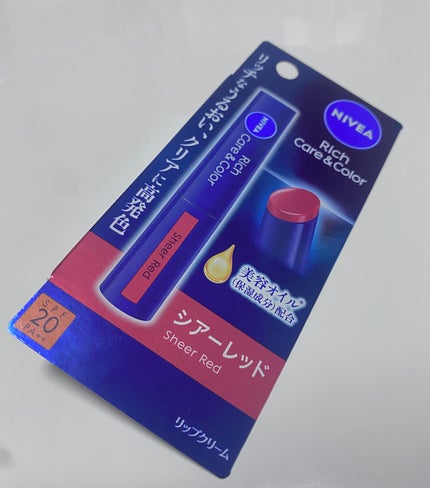 リッチなうるおい、クリアに高発色
NIVEA
Rich
Care&Color
NIVEA
Rich
Care&Color
Sheer Red
美容オイル*
(保湿成分)配合
シアーレッド
Sheer Red
SPF
20
PA++
リップクリーム